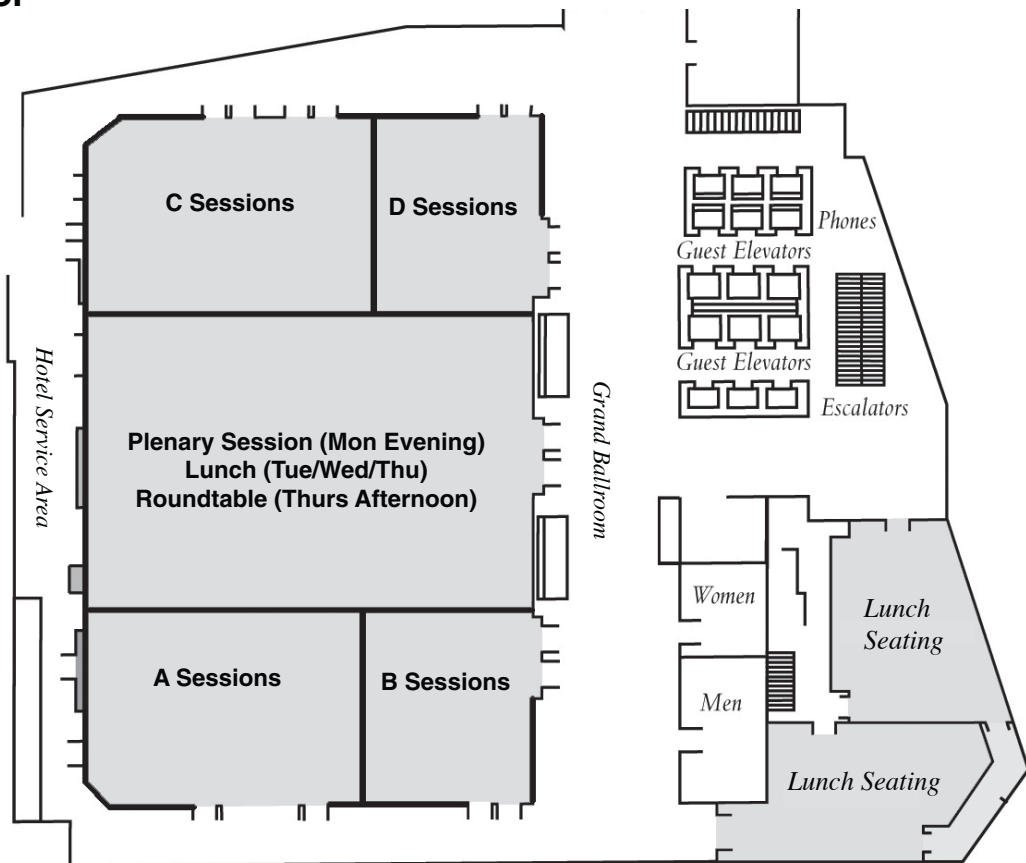 C Sessions
D Sessions
Phones
Guest Elevators
Guest Elevators
Escalators
Hotel Service Area
Grand Ballroom
Plenary Session (Mon Evening)
Lunch (Tue/Wed/Thu)
Roundtable (Thurs Afternoon)
Women
Lunch
Seating
A Sessions
B Sessions
Men
Lunch Seating